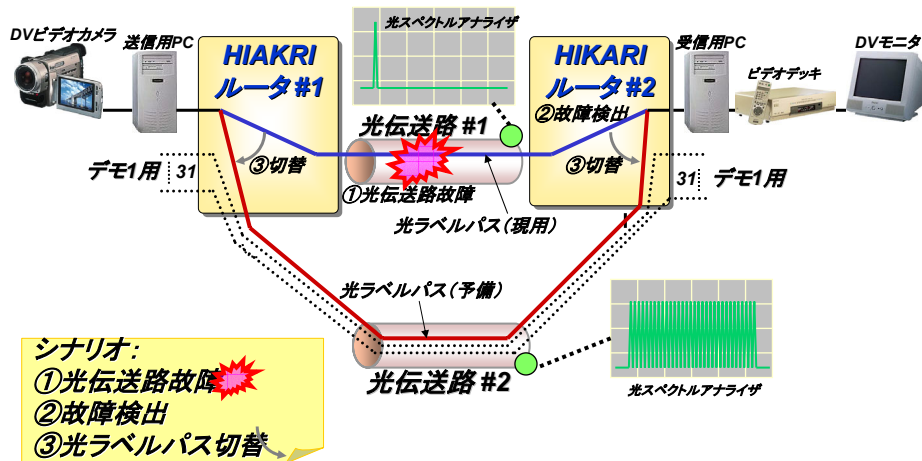 光スペクトルアナライザ
DVビデオカメラ
送信用PC
HIAKRI
ルータ#1
HIKARI
ルータ#2
受信用PC
DVモニタ
ビデオデッキ
②故障検出
光伝送路 #1
③切替
③切替
デモ1用
31
31
デモ1用
①光伝送路故障
光ラベルパス(現用)
光ラベルパス(予備)
光伝送路 #2
光スペクトルアナライザ
シナリオ:
①光伝送路故障
②故障検出
③光ラベルパス切替